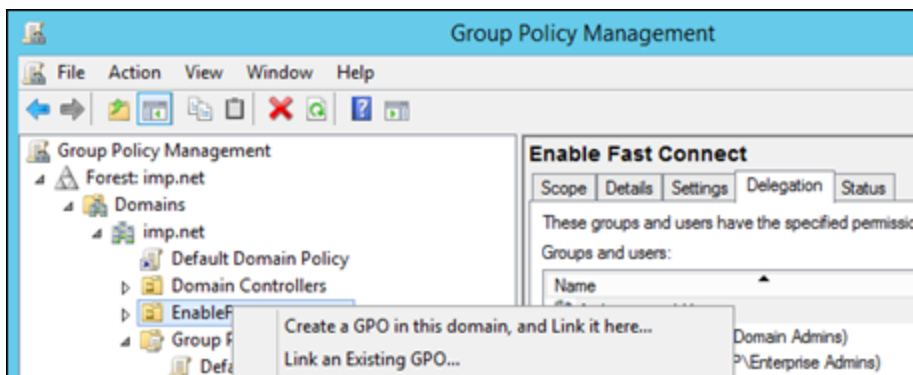 Group Policy Management
File Action View Window Help
Group Policy Management
Forest: imp.net
Domains
imp.net
Default Domain Policy
Domain Controllers
Enable Fast Connect
Scope Details Settings Delegation Status
These groups and users have the specified
Groups and users:
Name
Create a GPO in this domain, and Link it here...
Link an Existing GPO...
Domain Admins)
\Enterprise Admins)